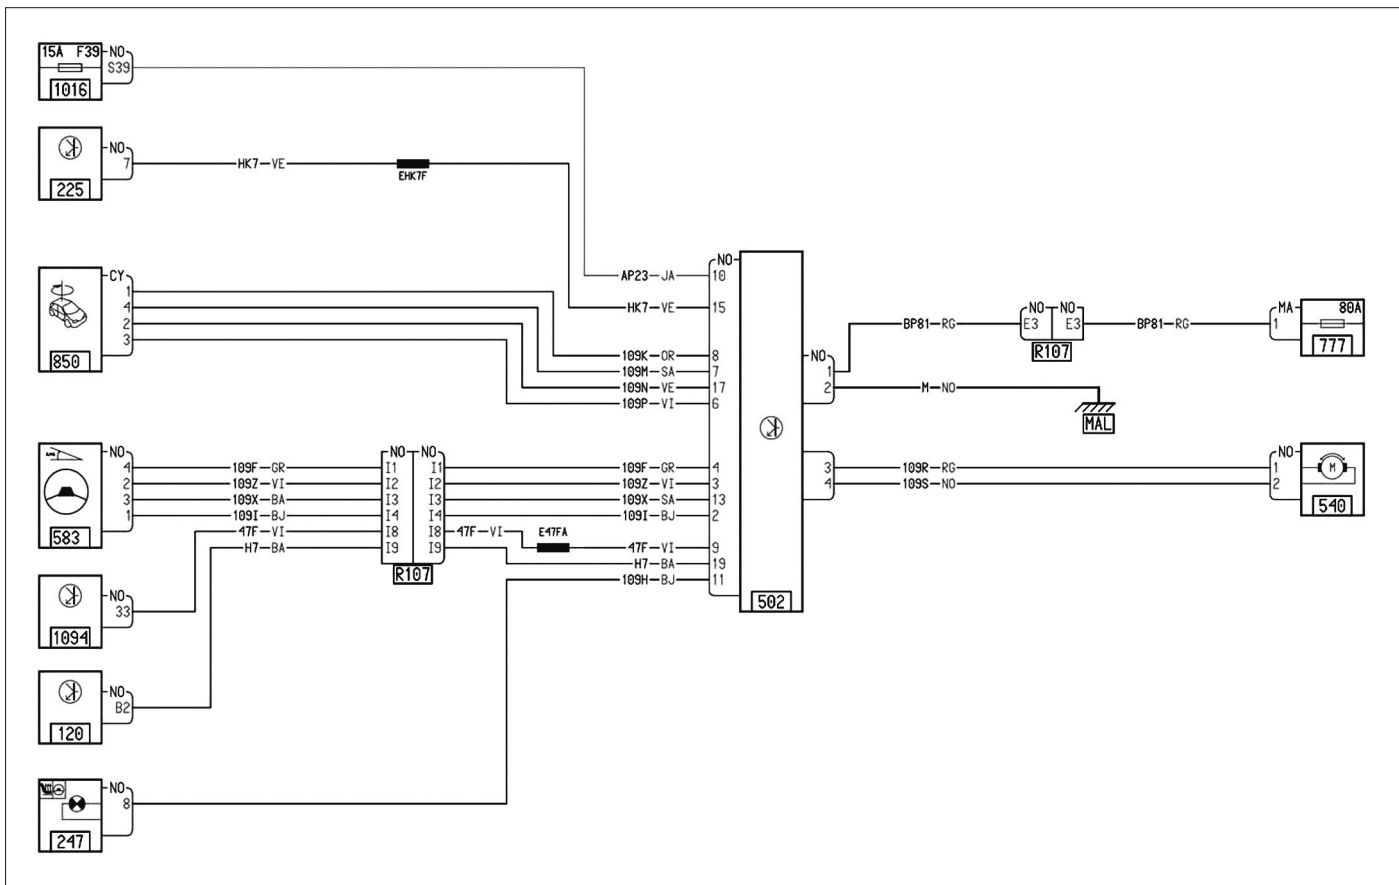 15A F39 NO
S39
1016
NO
7 HK7 VE
EHK7F
225
CY
1
4
2
3
850
NO
AP23 JA 10
HK7 VE 15
109K OR 8
109M SA 7
109N VE 17
109P VI 6
NO
1 BP81 RG
NO NO
E3 E3
R107
BP81 RG
MA 80A
1
777
2 M NO
MAL
NO NO NO
4 109F GR I1 I1 109F GR 4
2 109Z VI I2 I2 109Z VI 3
3 109X BA I3 I3 109X SA 13
1 109I BJ I4 I4 109I BJ 2
583 47F VI I8 I8 47F VI E47FA 47F VI 9
H7 BA I9 I9 H7 BA 19
R107
109H BJ 11
502
NO
3 109R RG 1
4 109S NO 2
M
540
NO
33
1094
NO
B2
120
NO
8
247